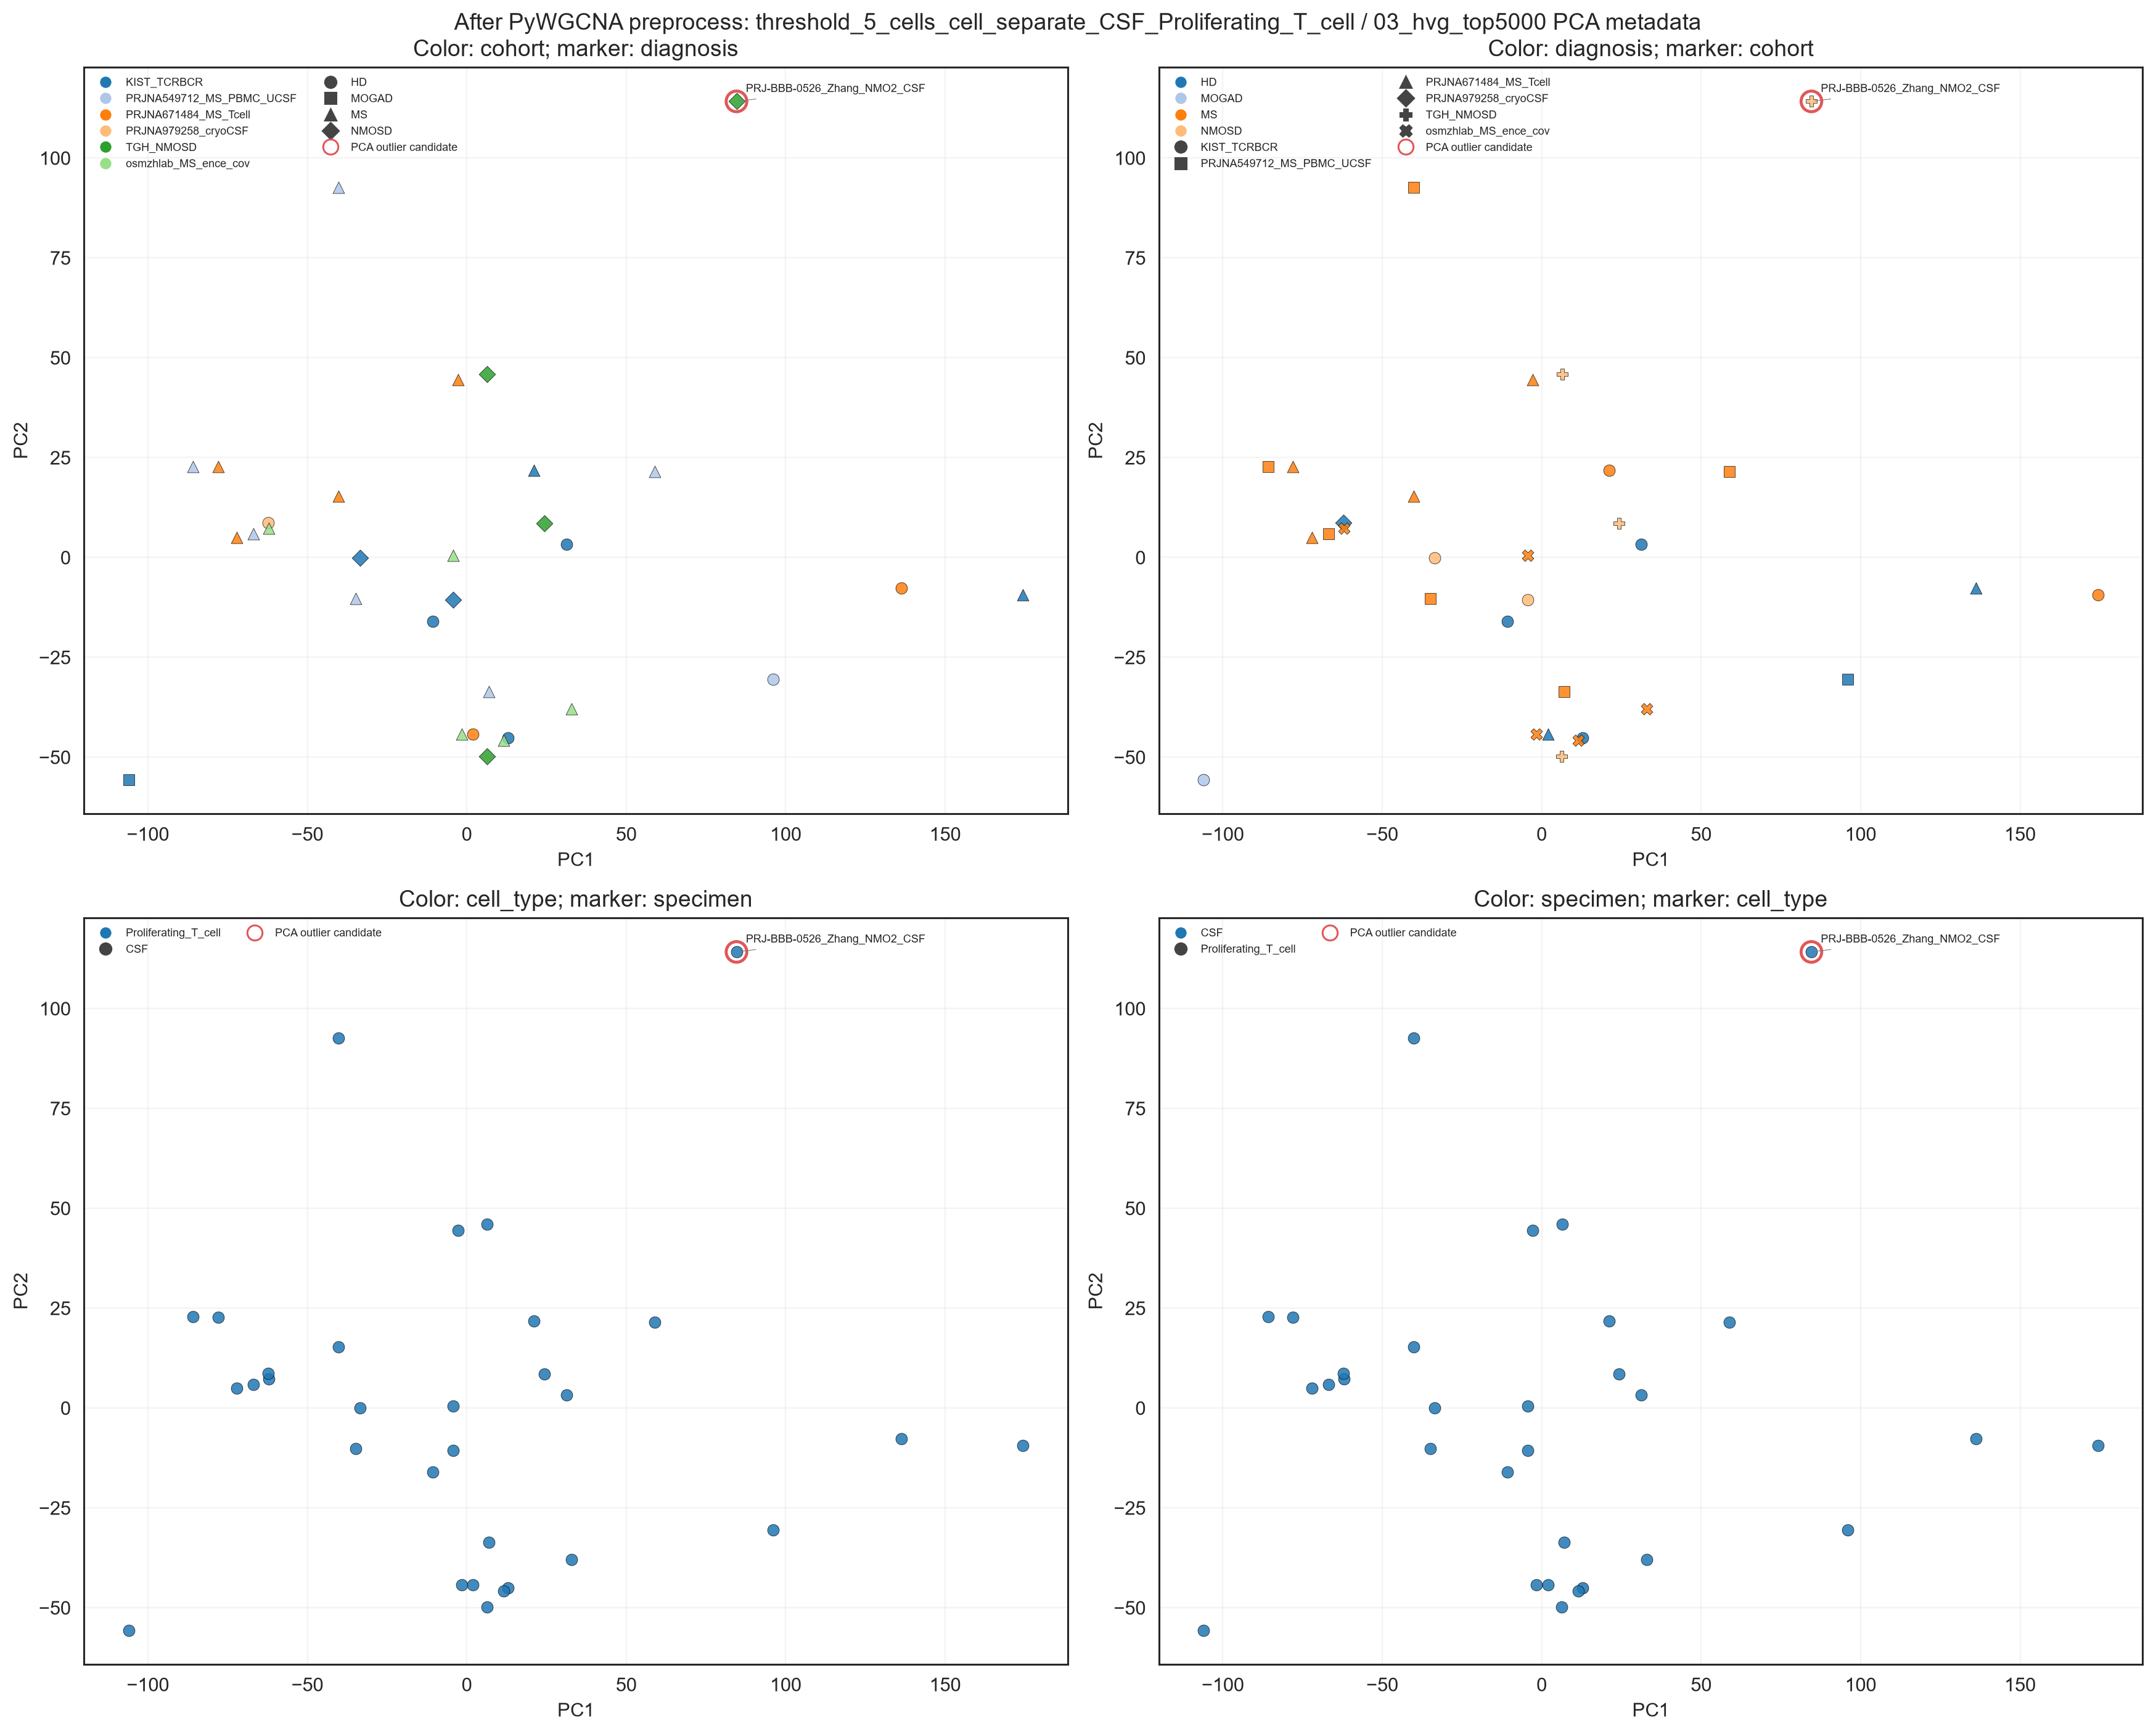 After PyWGCNA preprocess: threshold_5_cells_cell_separate_CSF_Proliferating_T_cell / 03_hvg_top5000 PCA metadata
Color: cohort; marker: diagnosis
KIST_TCRBCR
PRJNA549712_MS_PBMC_UCSF
PRJNA671484_MS_Tcell
PRJNA979258_cryoCSF
TGH_NMOSD
osmzhlab_MS_ence_cov
HD
MOGAD
MS
NMOSD
PCA outlier candidate
PRJ-BBB-0526_Zhang_NMO2_CSF
100
75
50
25
0
−25
−50
PC2
−100
−50
0
50
100
150
PC1
Color: diagnosis; marker: cohort
HD
MOGAD
MS
NMOSD
KIST_TCRBCR
PRJNA549712_MS_PBMC_UCSF
PRJNA671484_MS_Tcell
PRJNA979258_cryoCSF
TGH_NMOSD
osmzhlab_MS_ence_cov
PCA outlier candidate
PRJ-BBB-0526_Zhang_NMO2_CSF
100
75
50
25
0
−25
−50
PC2
−100
−50
0
50
100
150
PC1
Color: cell_type; marker: specimen
Proliferating_T_cell
CSF
PCA outlier candidate
PRJ-BBB-0526_Zhang_NMO2_CSF
100
75
50
25
0
−25
−50
PC2
−100
−50
0
50
100
150
PC1
Color: specimen; marker: cell_type
CSF
Proliferating_T_cell
PCA outlier candidate
PRJ-BBB-0526_Zhang_NMO2_CSF
100
75
50
25
0
−25
−50
PC2
−100
−50
0
50
100
150
PC1